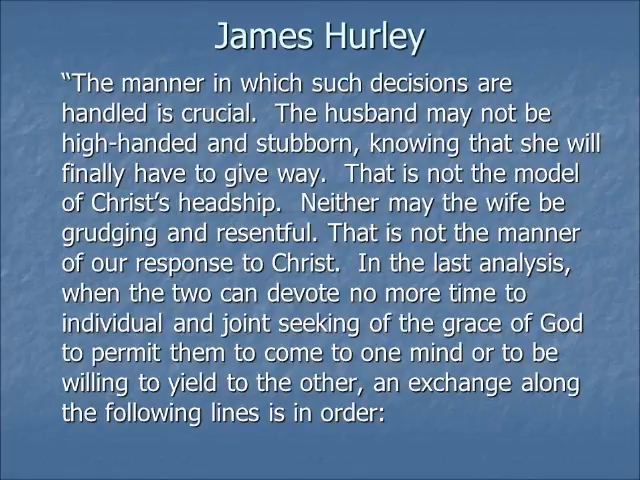 James Hurley
“The manner in which such decisions are
handled is crucial.  The husband may not be
high-handed and stubborn, knowing that she will
finally have to give way.  That is not the model
of Christ’s headship.  Neither may the wife be
grudging and resentful. That is not the manner
of our response to Christ.  In the last analysis,
when the two can devote no more time to
individual and joint seeking of the grace of God
to permit them to come to one mind or to be
willing to yield to the other, an exchange along
the following lines is in order: